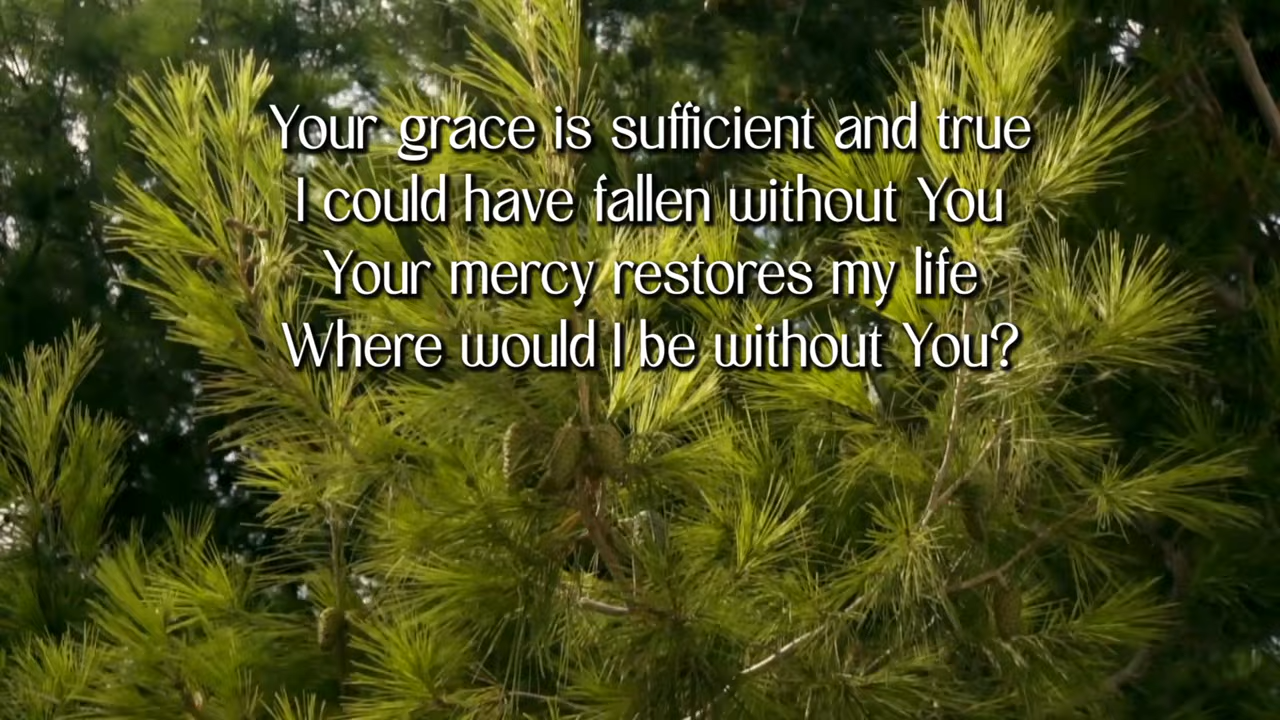 Your grace is sufficient and true
I could have fallen without You
Your mercy restores my life
Where would I be without You?